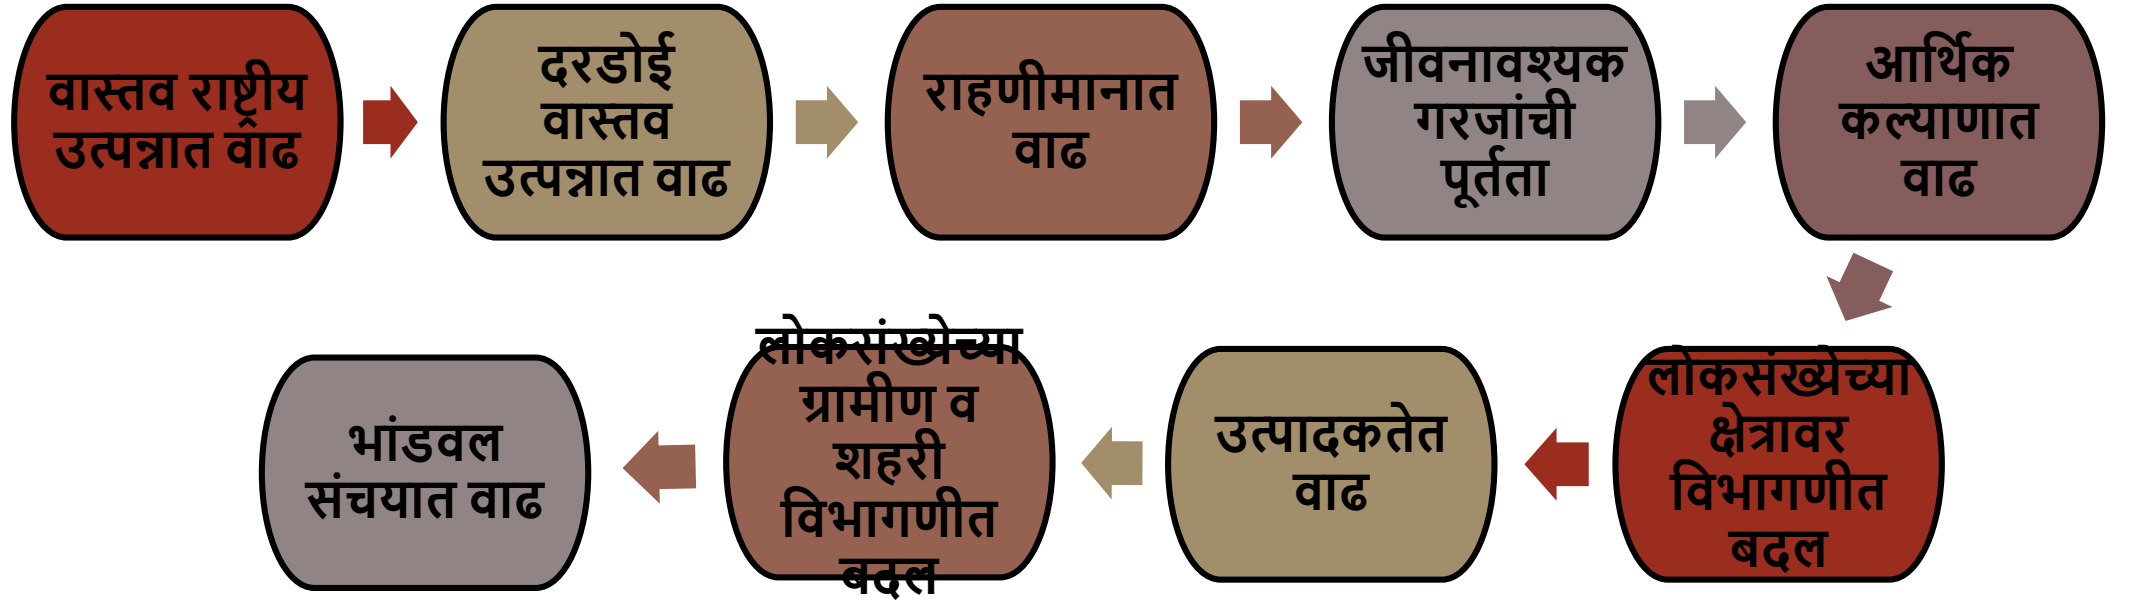 वास्तव राष्ट्रीय
उत्पन्नात वाढ
दरडोई
वास्तव
उत्पन्नात वाढ
राहणीमानात
वाढ
जीवनावश्यक
गरजांची
पूर्तता
आर्थिक
कल्याणात
वाढ
लोकसंख्येच्या
क्षेत्रावर
विभागणीत
बदल
उत्पादकतेत
वाढ
लोकसंख्येच्या
ग्रामीण व
शहरी
विभागणीत
बदल
भांडवल
संचयात वाढ